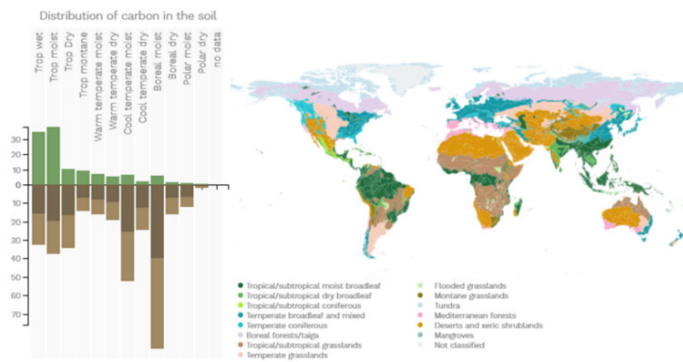 Distribution of carbon in the soil
Trop wet
Trop moist
Trop Dry
Trop montane
Warm temperate moist
Warm temperate dry
Cool temperate moist
Cool temperate dry
Boreal moist
Boreal dry
Polar moist
Polar dry
no data
30
20
10
0
10
20
30
40
50
60
70
Tropical/subtropical moist broadleaf
Tropical/subtropical dry broadleaf
Tropical/subtropical coniferous
Temperate broadleaf and mixed
Temperate coniferous
Boreal forests/taiga
Tropical/subtropical grasslands
Temperate grasslands
Flooded grasslands
Montane grasslands
Tundra
Mediterranean forests
Deserts and xeric shrublands
Mangroves
Not classified